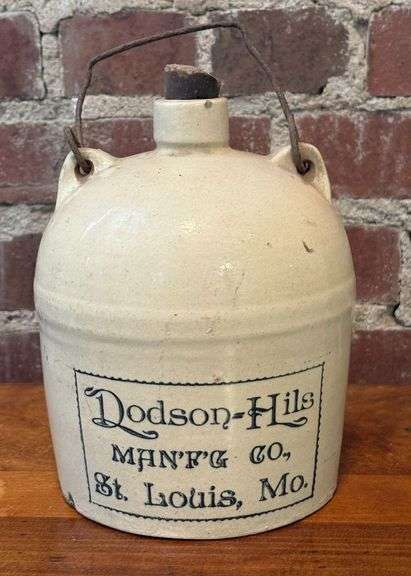 Dodson-Hils
MAN'F'G CO.,
St. Louis, Mo.